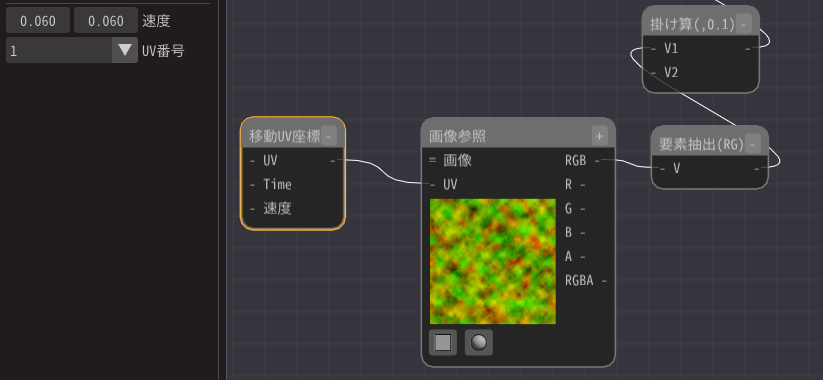 0.060 0.060 速度
1 UV番号
移動UV座標 -
- UV -
- Time
- 速度
画像参照 +
= 画像 RGB -
- UV R -
G -
B -
A -
RGBA -
掛け算(,0.1) -
- V1 -
- V2
要素抽出(RG) -
- V -